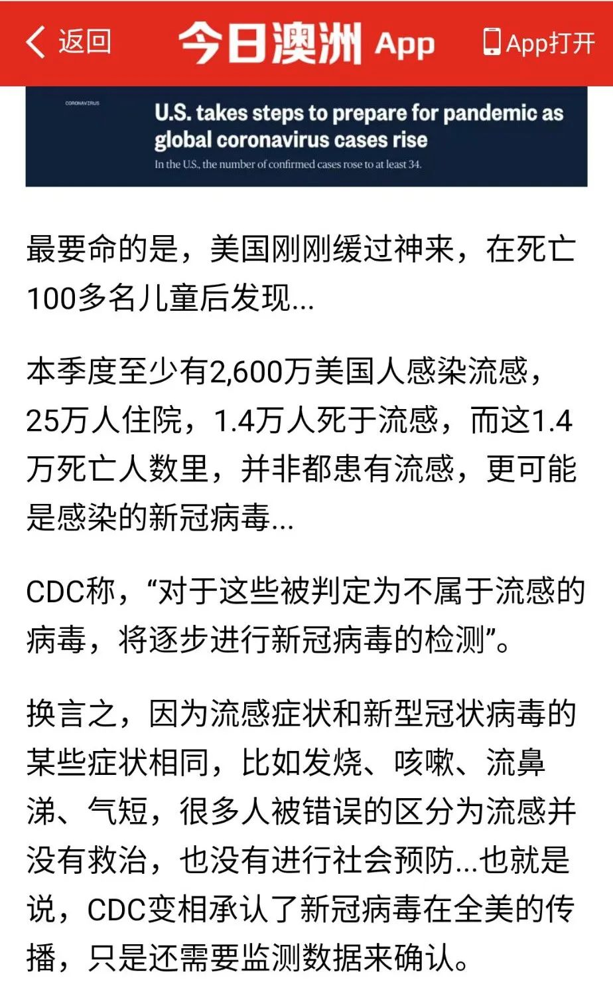 返回 今日澳洲 App App打开
CORONAVIRUS
U.S. takes steps to prepare for pandemic as
global coronavirus cases rise
In the U.S., the number of confirmed cases rose to at least 34.
最要命的是，美国刚刚缓过神来，在死亡
100多名儿童后发现...
本季度至少有2,600万美国人感染流感，
25万人住院，1.4万人死于流感，而这1.4
万死亡人数里，并非都患有流感，更可能
是感染的新冠病毒...
CDC称，“对于这些被判定为不属于流感的
病毒，将逐步进行新冠病毒的检测”。
换言之，因为流感症状和新型冠状病毒的
某些症状相同，比如发烧、咳嗽、流鼻
涕、气短，很多人被错误的区分为流感并
没有救治，也没有进行社会预防...也就是
说，CDC变相承认了新冠病毒在全美的传
播，只是还需要监测数据来确认。